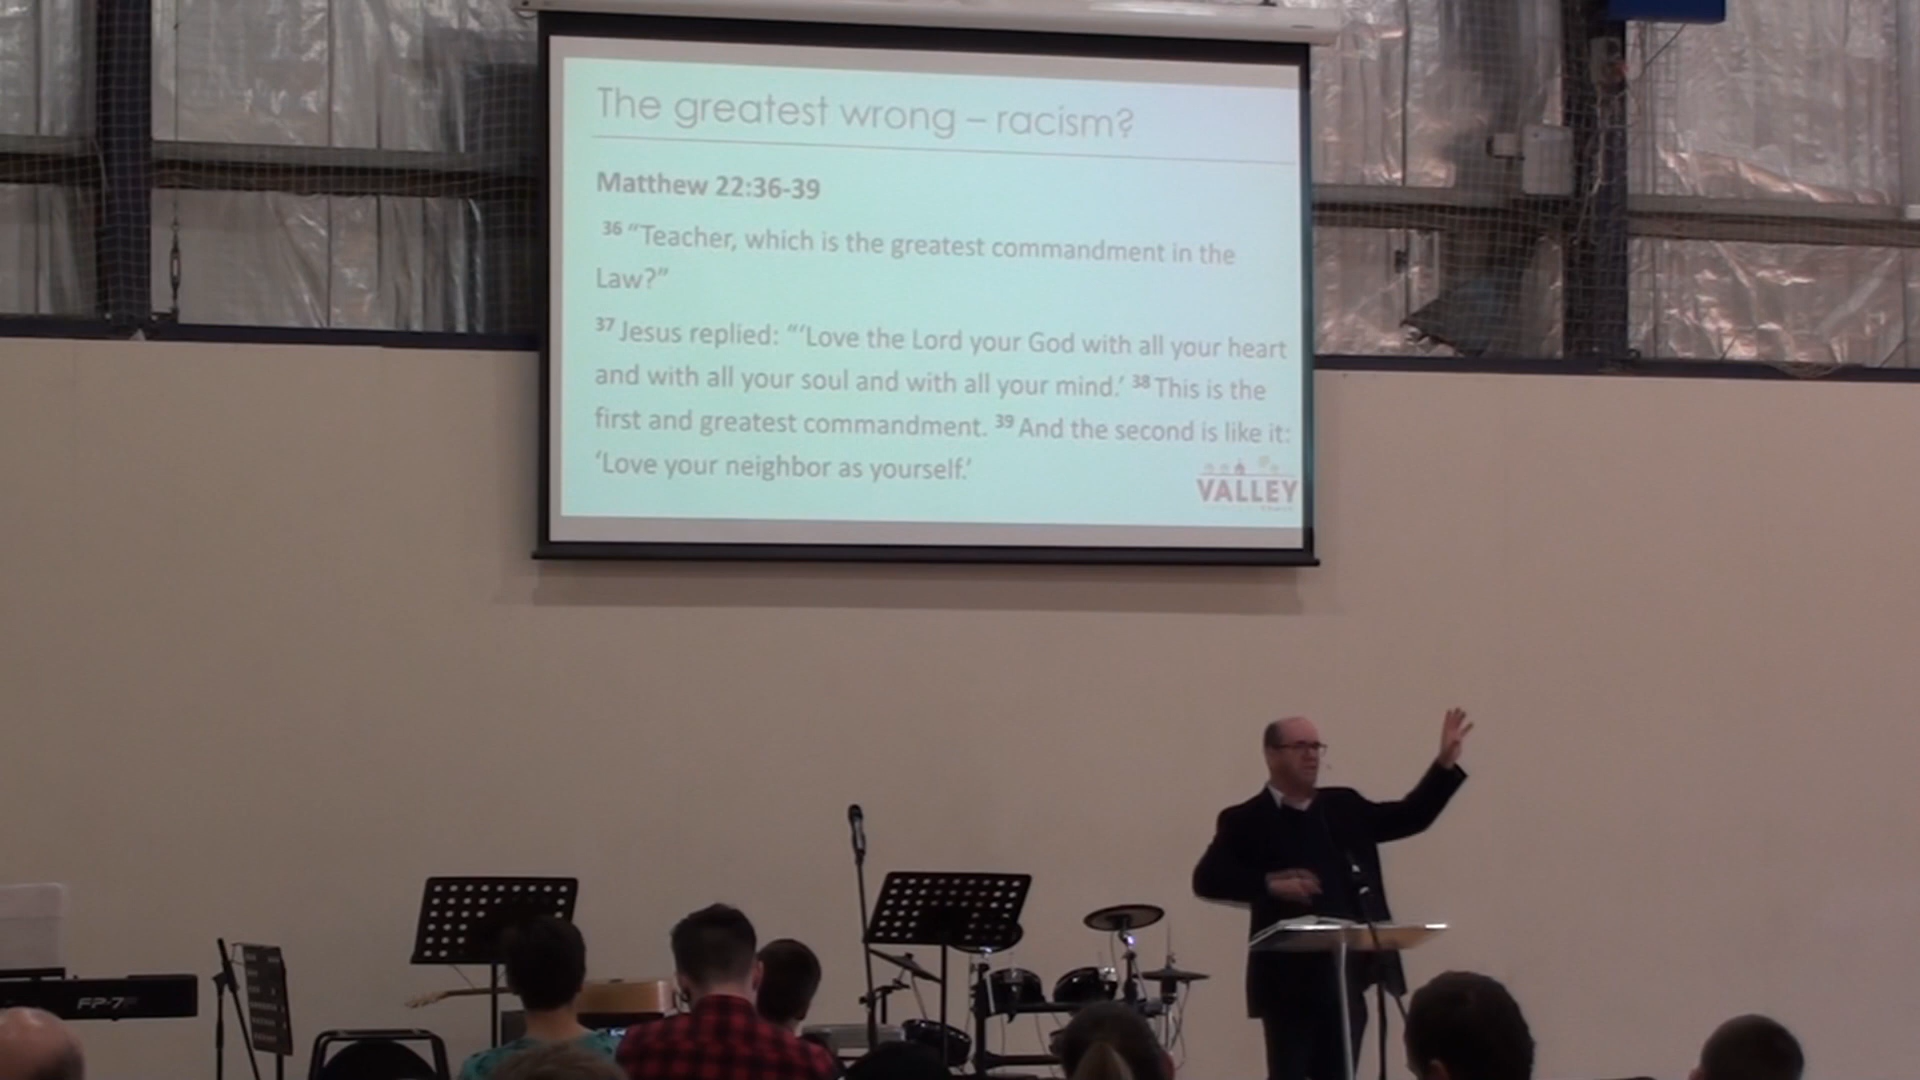 The greatest wrong – racism?
Matthew 22:36-39
36 “Teacher, which is the greatest commandment in the
Law?”
37 Jesus replied: “‘Love the Lord your God with all your heart
and with all your soul and with all your mind.’ 38 This is the
first and greatest commandment. 39 And the second is like it:
‘Love your neighbor as yourself.’
VALLEY
FP-7F